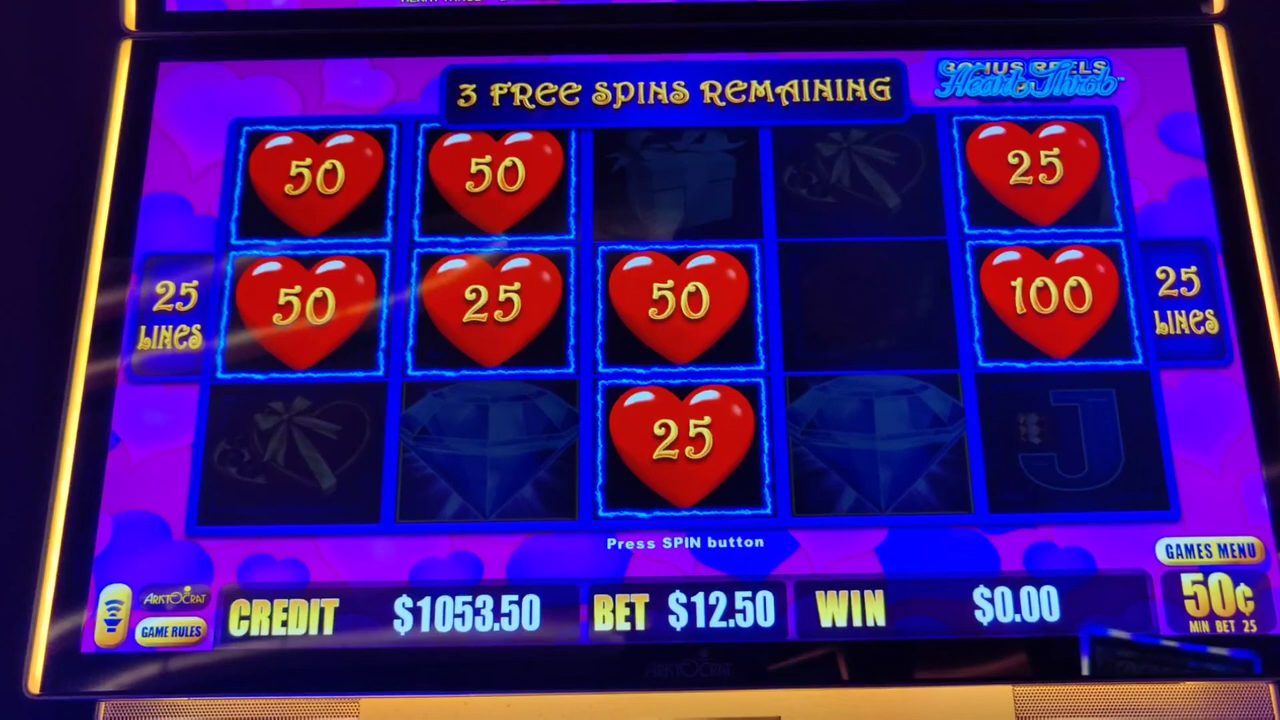 3 FREE SPINS REMAINING
BONUS REELS
Heart Throb™
50
50
25
25
LINES
50
25
50
100
25
LINES
25
J
Press SPIN button
GAMES MENU
ARISTOCRAT
GAME RULES
CREDIT
$1053.50
BET
$12.50
WIN
$0.00
50¢
MIN BET 25
ARISTOCRAT